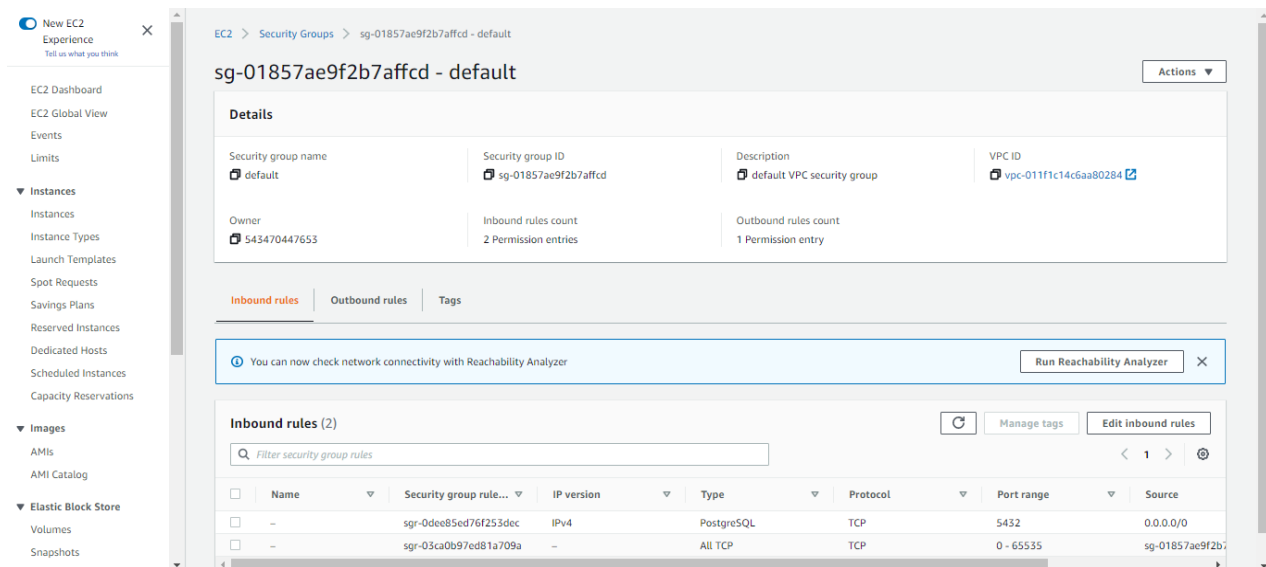 New EC2
Experience
Tell us what you think
EC2 Dashboard
EC2 Global View
Events
Limits
Instances
Instances
Instance Types
Launch Templates
Spot Requests
Savings Plans
Reserved Instances
Dedicated Hosts
Scheduled Instances
Capacity Reservations
Images
AMIs
AMI Catalog
Elastic Block Store
Volumes
Snapshots
EC2 > Security Groups > sg-01857ae9f2b7affcd - default
sg-01857ae9f2b7affcd - default
Actions
Details
Security group name
default
Security group ID
sg-01857ae9f2b7affcd
Description
default VPC security group
VPC ID
vpc-011f1c14c6aa80284
Owner
543470447653
Inbound rules count
2 Permission entries
Outbound rules count
1 Permission entry
Inbound rules Outbound rules Tags
You can now check network connectivity with Reachability Analyzer
Run Reachability Analyzer
Inbound rules (2)
Manage tags
Edit inbound rules
Filter security group rules
1
Name Security group rule... IP version Type Protocol Port range Source
– sgr-0dee85ed76f253dec IPv4 PostgreSQL TCP 5432 0.0.0.0/0
– sgr-03ca0b97ed81a709a – All TCP TCP 0 - 65535 sg-01857ae9f2b7